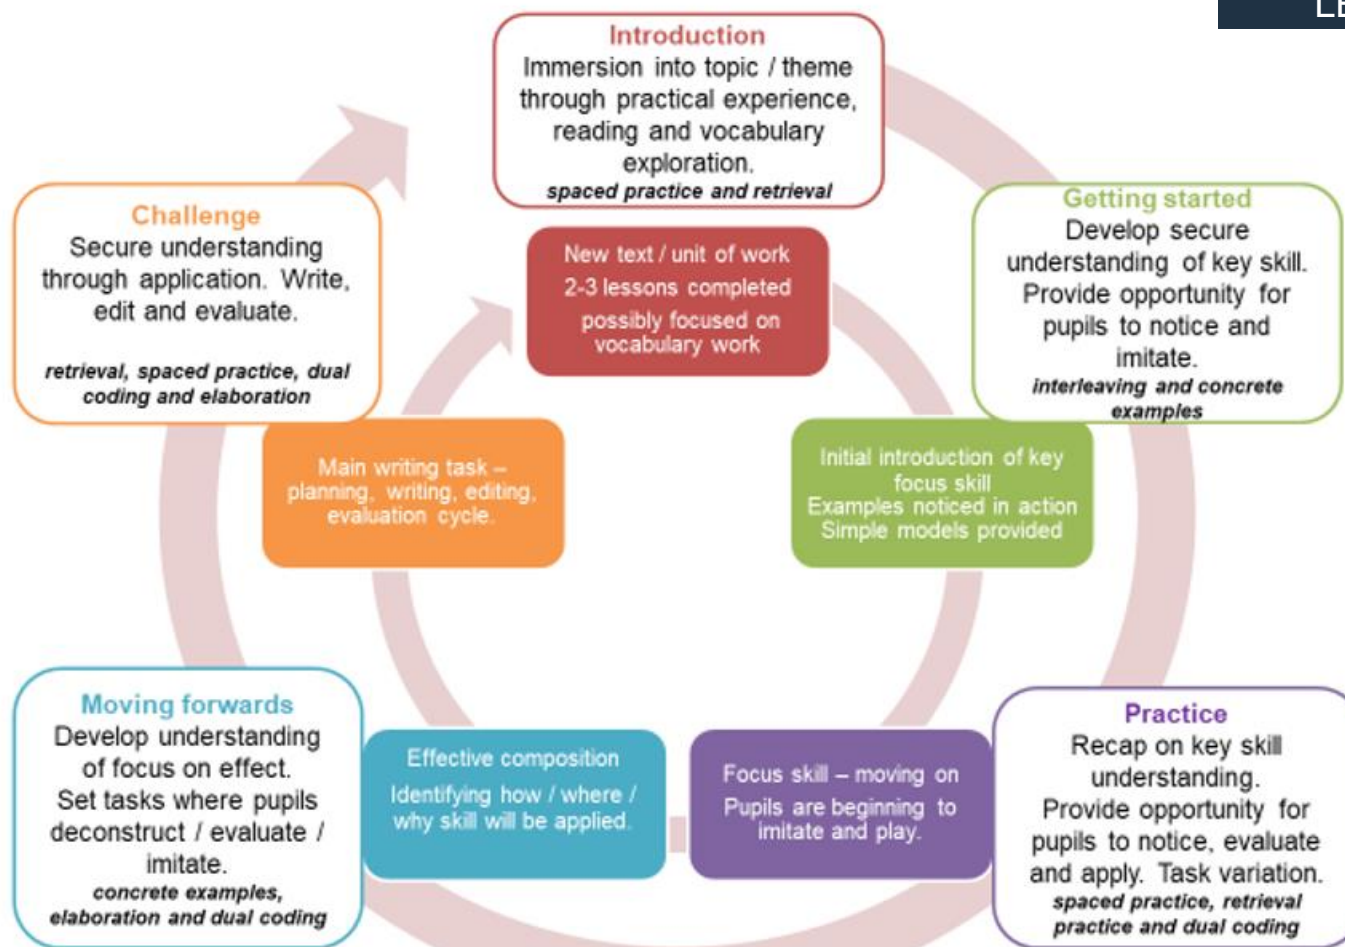 Introduction
Immersion into topic / theme
through practical experience,
reading and vocabulary
exploration.
spaced practice and retrieval
New text / unit of work
2-3 lessons completed
possibly focused on
vocabulary work
Getting started
Develop secure
understanding of key skill.
Provide opportunity for
pupils to notice and
imitate.
interleaving and concrete
examples
Initial introduction of key
focus skill
Examples noticed in action
Simple models provided
Practice
Recap on key skill
understanding.
Provide opportunity for
pupils to notice, evaluate
and apply. Task variation.
spaced practice, retrieval
practice and dual coding
Focus skill – moving on
Pupils are beginning to
imitate and play.
Moving forwards
Develop understanding
of focus on effect.
Set tasks where pupils
deconstruct / evaluate /
imitate.
concrete examples,
elaboration and dual coding
Effective composition
Identifying how / where /
why skill will be applied.
Challenge
Secure understanding
through application. Write,
edit and evaluate.
retrieval, spaced practice, dual
coding and elaboration
Main writing task –
planning, writing, editing,
evaluation cycle.